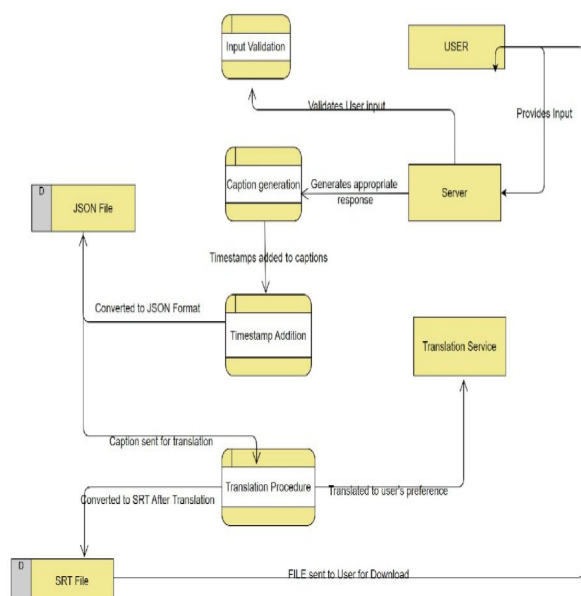 Input Validation
USER
Validates User input
Provides Input
D
JSON File
Caption generation
Generates appropriate
response
Server
Timestamps added to captions
Converted to JSON Format
Timestamp Addition
Translation Service
Caption sent for translation
Translation Procedure
Converted to SRT After Translation
Translated to user's preference
D
SRT File
FILE sent to User for Download